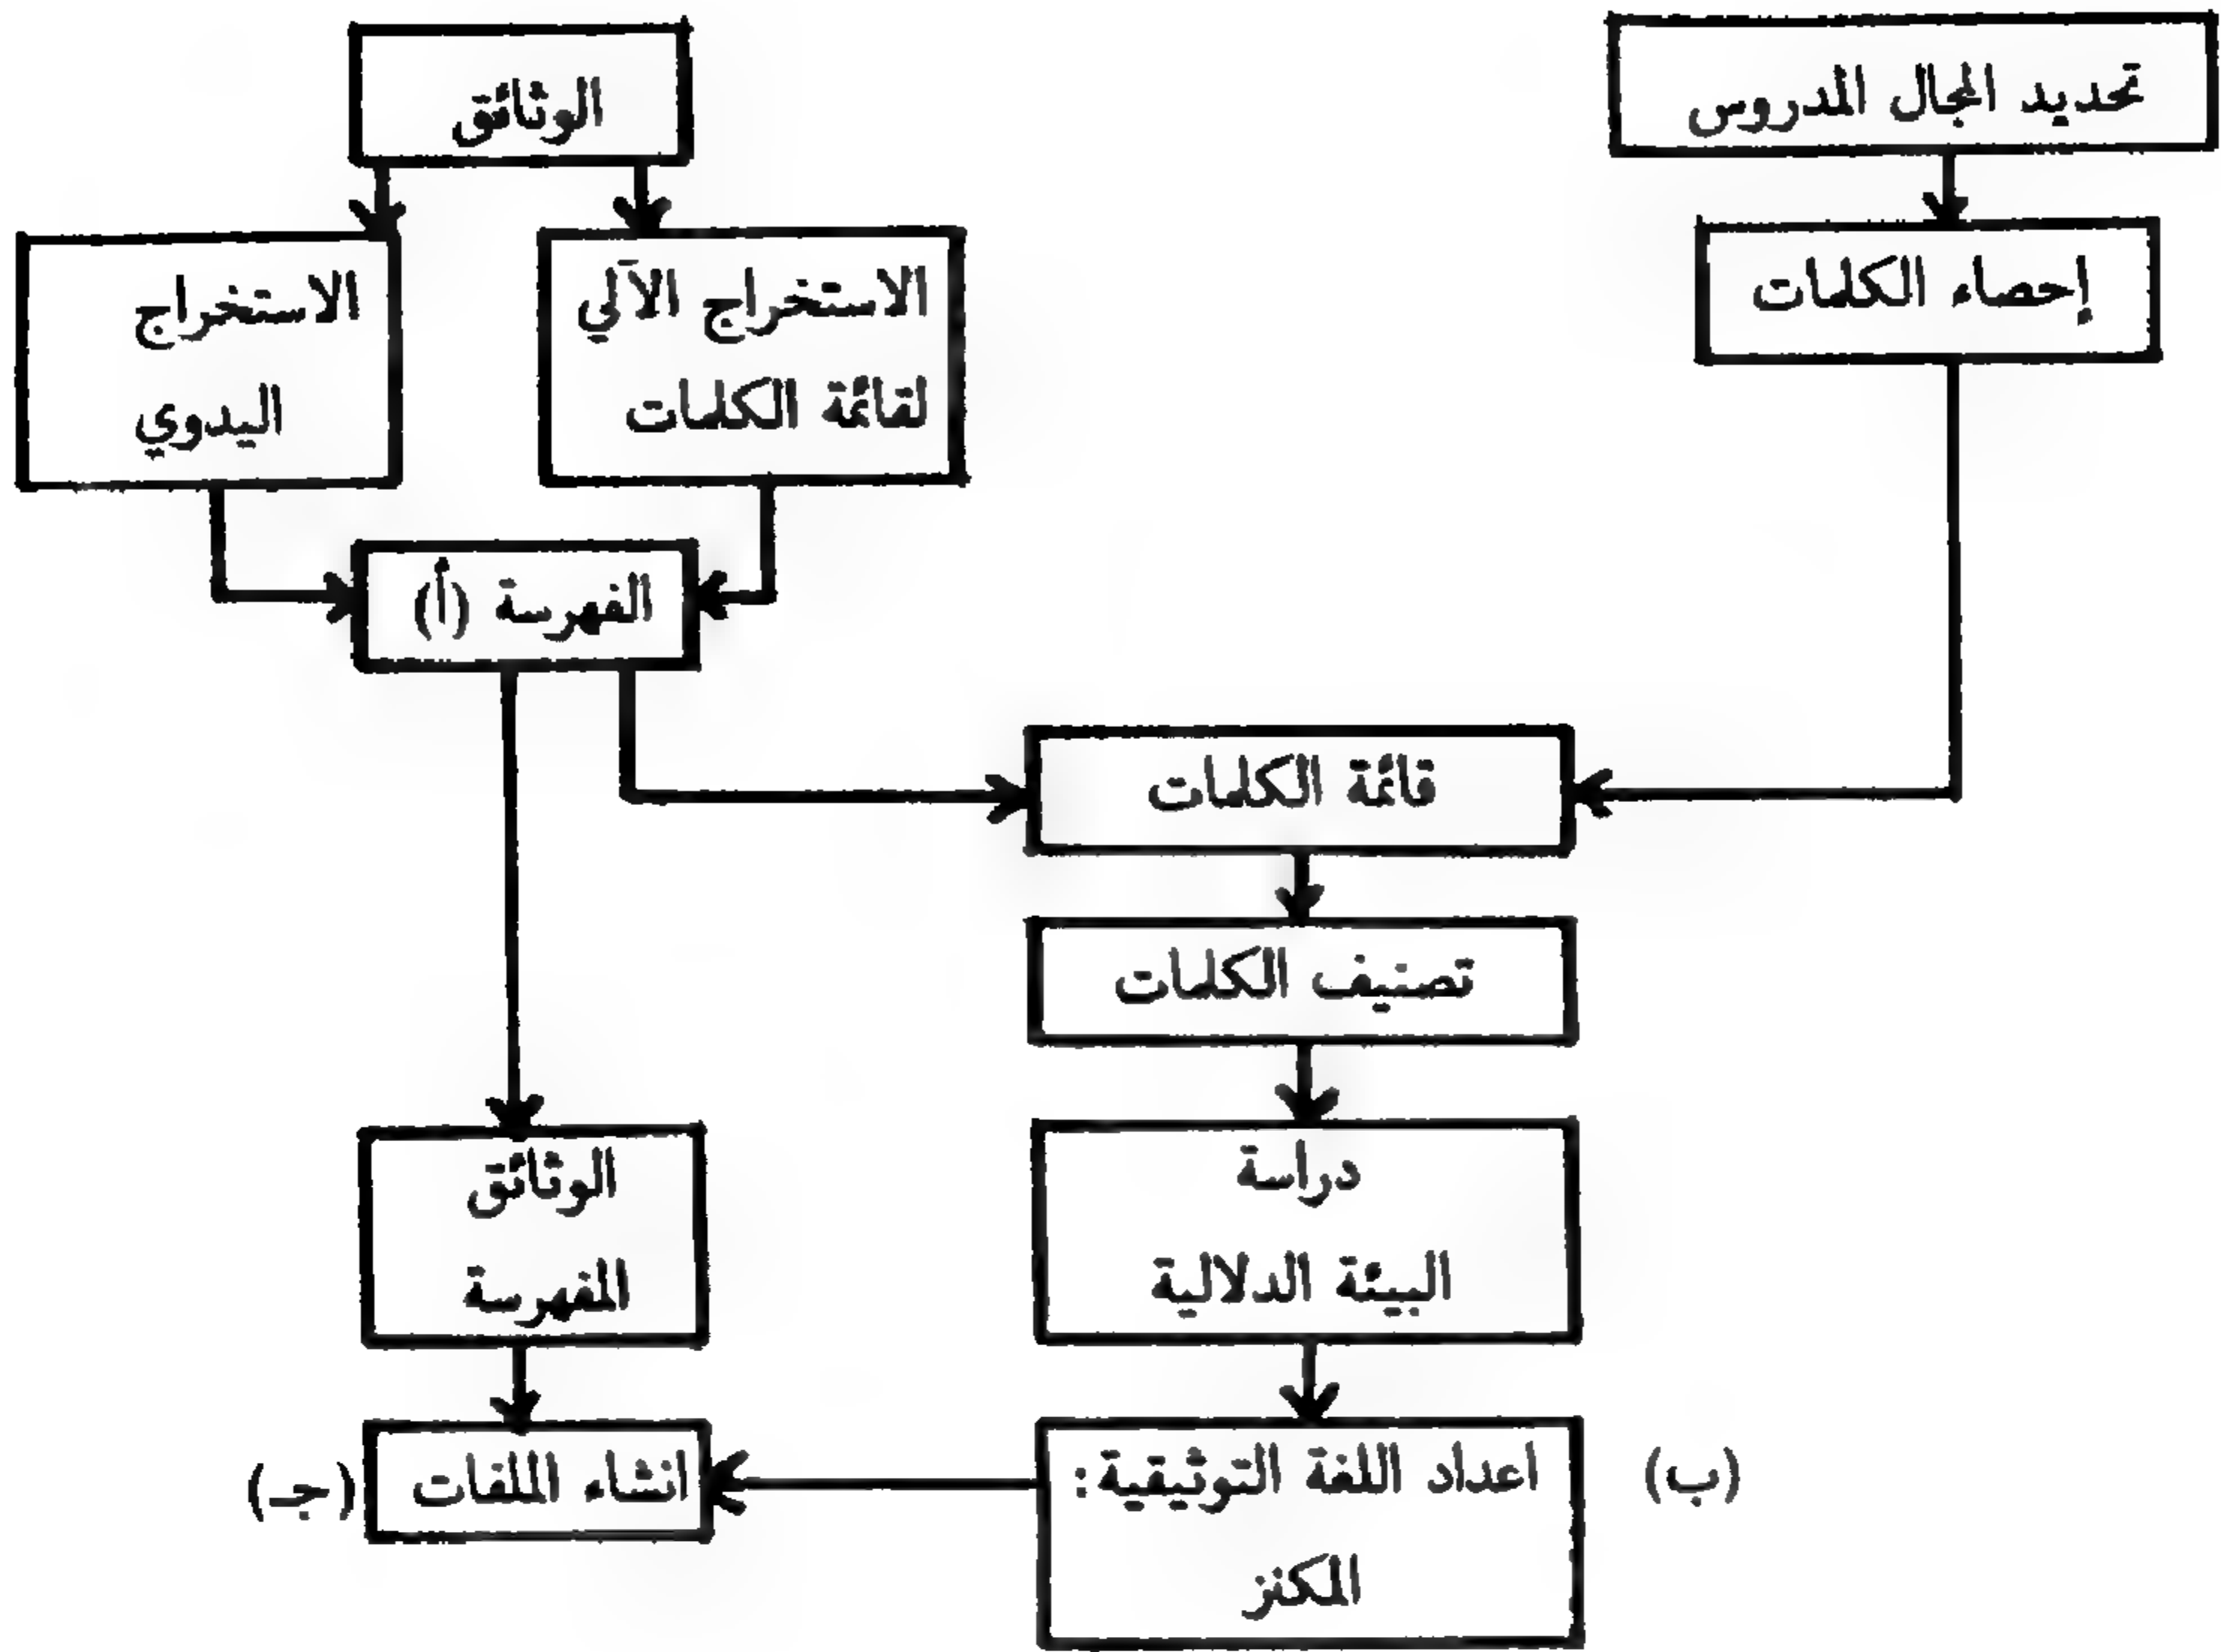 تحديد المجال المدروس
الوثائق
إحصاء الكلمات
الاستخراج الآلي
لقائمة الكلمات
الاستخراج
اليدوي
الفهرسة (أ)
قائمة الكلمات
تصنيف الكلمات
دراسة
البيئة الدلالية
الوثائق
المفهرسة
(ب)
اعداد اللغة التوثيقية:
المكنز
انشاء الملفات
(جـ)